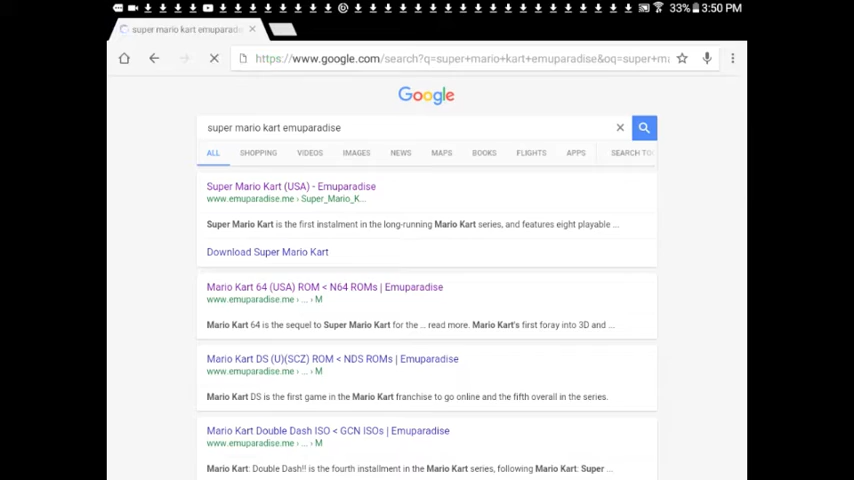 33% 3:50 PM
super mario kart emuparadis
https://www.google.com/search?q=super+mario+kart+emuparadise&oq=super+ma
Google
super mario kart emuparadise
ALL SHOPPING VIDEOS IMAGES NEWS MAPS BOOKS FLIGHTS APPS SEARCH TO
Super Mario Kart (USA) - Emuparadise
www.emuparadise.me › Super_Mario_K...
Super Mario Kart is the first instalment in the long-running Mario Kart series, and features eight playable ...
Download Super Mario Kart
Mario Kart 64 (USA) ROM < N64 ROMs | Emuparadise
www.emuparadise.me › ... › M
Mario Kart 64 is the sequel to Super Mario Kart for the ... read more. Mario Kart's first foray into 3D and ...
Mario Kart DS (U)(SCZ) ROM < NDS ROMs | Emuparadise
www.emuparadise.me › ... › M
Mario Kart DS is the first game in the Mario Kart franchise to go online and the fifth overall in the series.
Mario Kart Double Dash ISO < GCN ISOs | Emuparadise
www.emuparadise.me › ... › M
Mario Kart: Double Dash!! is the fourth installment in the Mario Kart series, following Mario Kart: Super ...